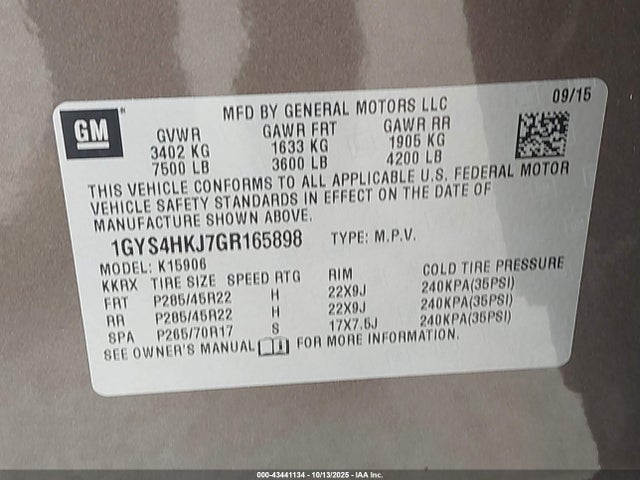 GM
MFD BY GENERAL MOTORS LLC
09/15
GVWR GAWR FRT GAWR RR
3402 KG 1633 KG 1905 KG
7500 LB 3600 LB 4200 LB
THIS VEHICLE CONFORMS TO ALL APPLICABLE U.S. FEDERAL MOTOR
VEHICLE SAFETY STANDARDS IN EFFECT ON THE DATE OF
MANUFACTURE SHOWN ABOVE.
1GYS4HKJ7GR165898 TYPE: M.P.V.
MODEL: K15906
KKRX TIRE SIZE SPEED RTG RIM COLD TIRE PRESSURE
FRT P285/45R22 H 22X9J 240KPA(35PSI)
RR P285/45R22 H 22X9J 240KPA(35PSI)
SPA P265/70R17 S 17X7.5J 240KPA(35PSI)
SEE OWNER'S MANUAL FOR MORE INFORMATION.
000-43441134 - 10/13/2025 - IAA Inc.